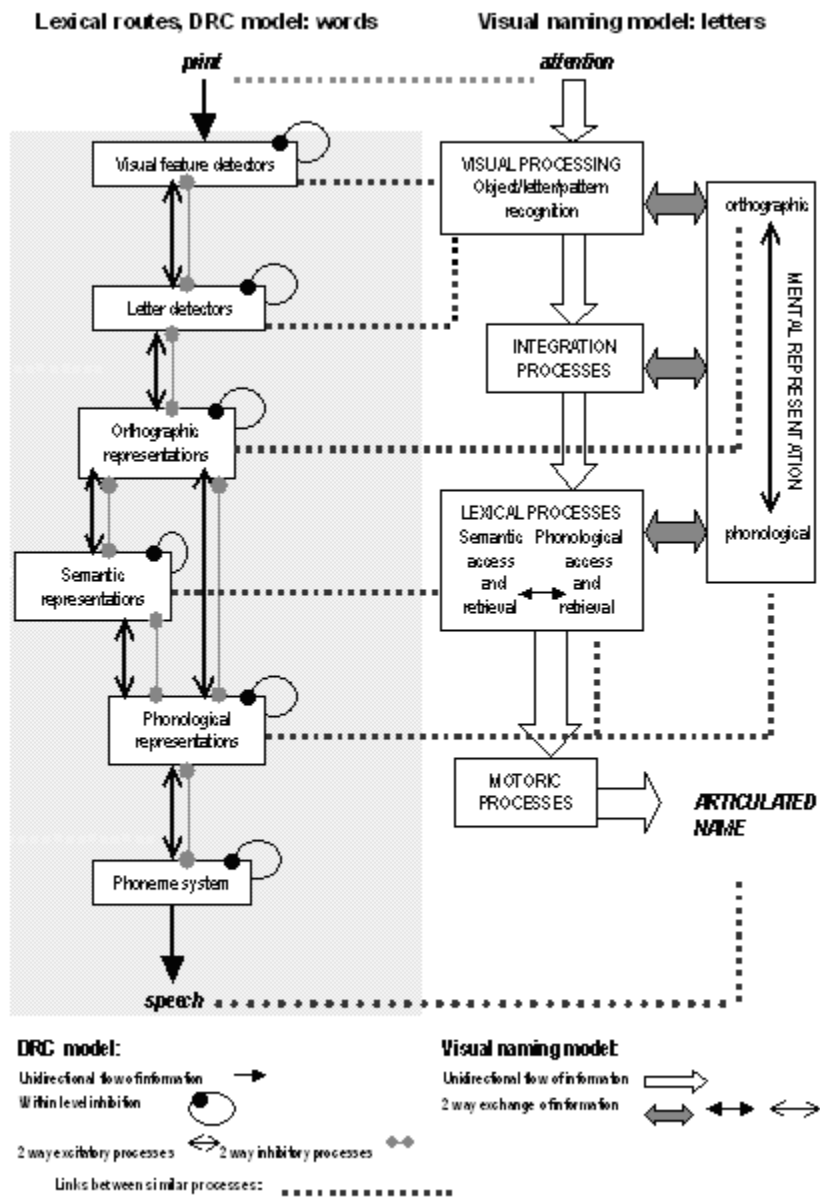 Lexical routes, DRC model: words
Visual naming model: letters
print
attention
Visual feature detectors
VISUAL PROCESSING
Object/letter/pattern
recognition
orthographic
Letter detectors
MENTAL REPRESENTATION
INTEGRATION
PROCESSES
Orthographic
representations
LEXICAL PROCESSES
Semantic
access
and
retrieval
Phonological
access
and
retrieval
phonological
Semantic
representations
Phonological
representations
MOTORIC
PROCESSES
ARTICULATED
NAME
Phoneme system
speech
DRC model:
Unidirectional flow of information
Within level inhibition
2 way excitatory processes
2 way inhibitory processes
Visual naming model:
Unidirectional flow of information
2 way exchange of information
Links between similar processes: